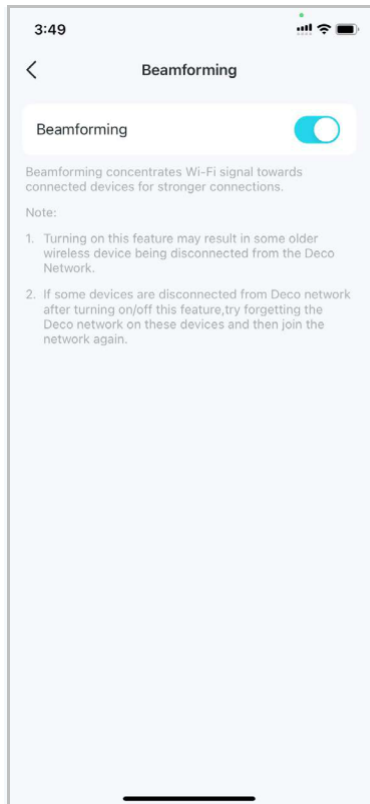 3:49
Beamforming
Beamforming
Beamforming concentrates Wi-Fi signal towards
connected devices for stronger connections.
Note:
1. Turning on this feature may result in some older
wireless device being disconnected from the Deco
Network.
2. If some devices are disconnected from Deco network
after turning on/off this feature,try forgetting the
Deco network on these devices and then join the
network again.